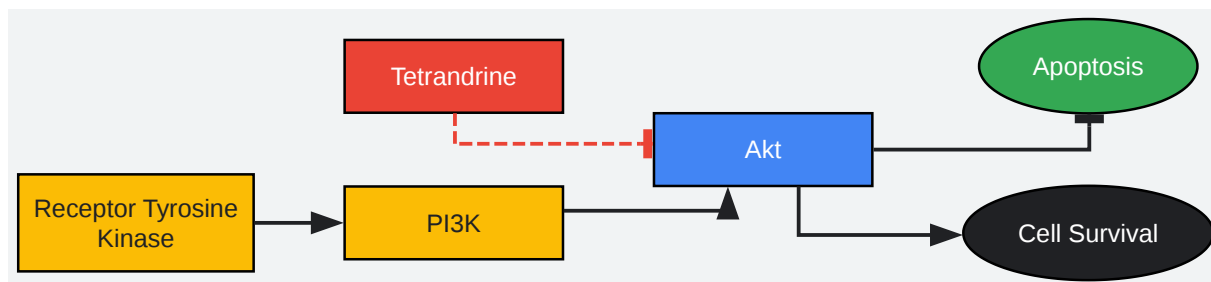 Tetrandrine
Apoptosis
Akt
Receptor Tyrosine
Kinase
PI3K
Cell Survival